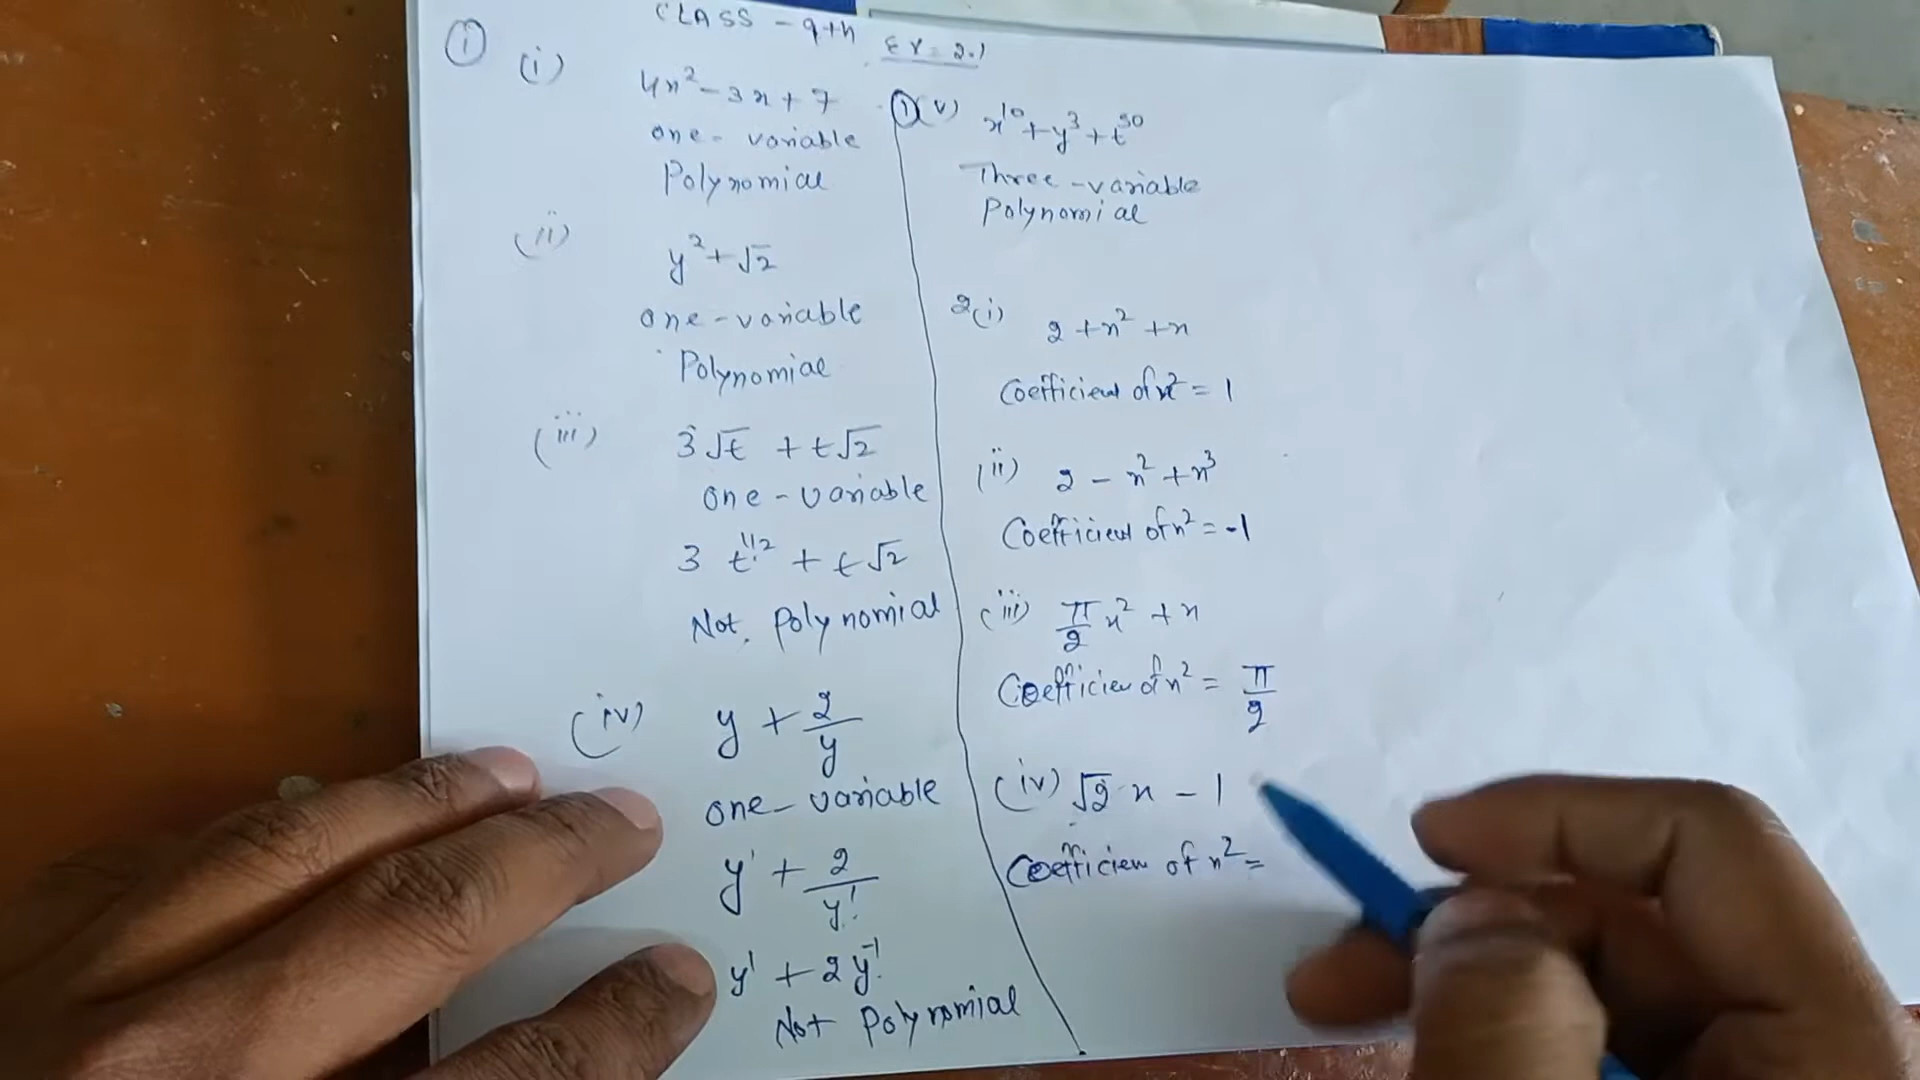 CLASS - 9th
EX = 2.1
① (i) 4x² - 3x + 7
one - variable
Polynomial
(ii) y² + √2
one - variable
Polynomial
(iii) 3√t + t√2
one - variable
3 t^1/2 + t√2
Not, Polynomial
(iv) y + 2/y
one - variable
y¹ + 2/y¹
y¹ + 2y⁻¹
Not Polynomial
① (v) x¹⁰ + y³ + t⁵⁰
Three - variable
Polynomial
2(i) 2 + x² + x
Coefficient of x² = 1
(ii) 2 - x² + x³
Coefficient of x² = -1
(iii) π/2 x² + x
Coefficien of x² = π/2
(iv) √2 x - 1
Coefficien of x² =